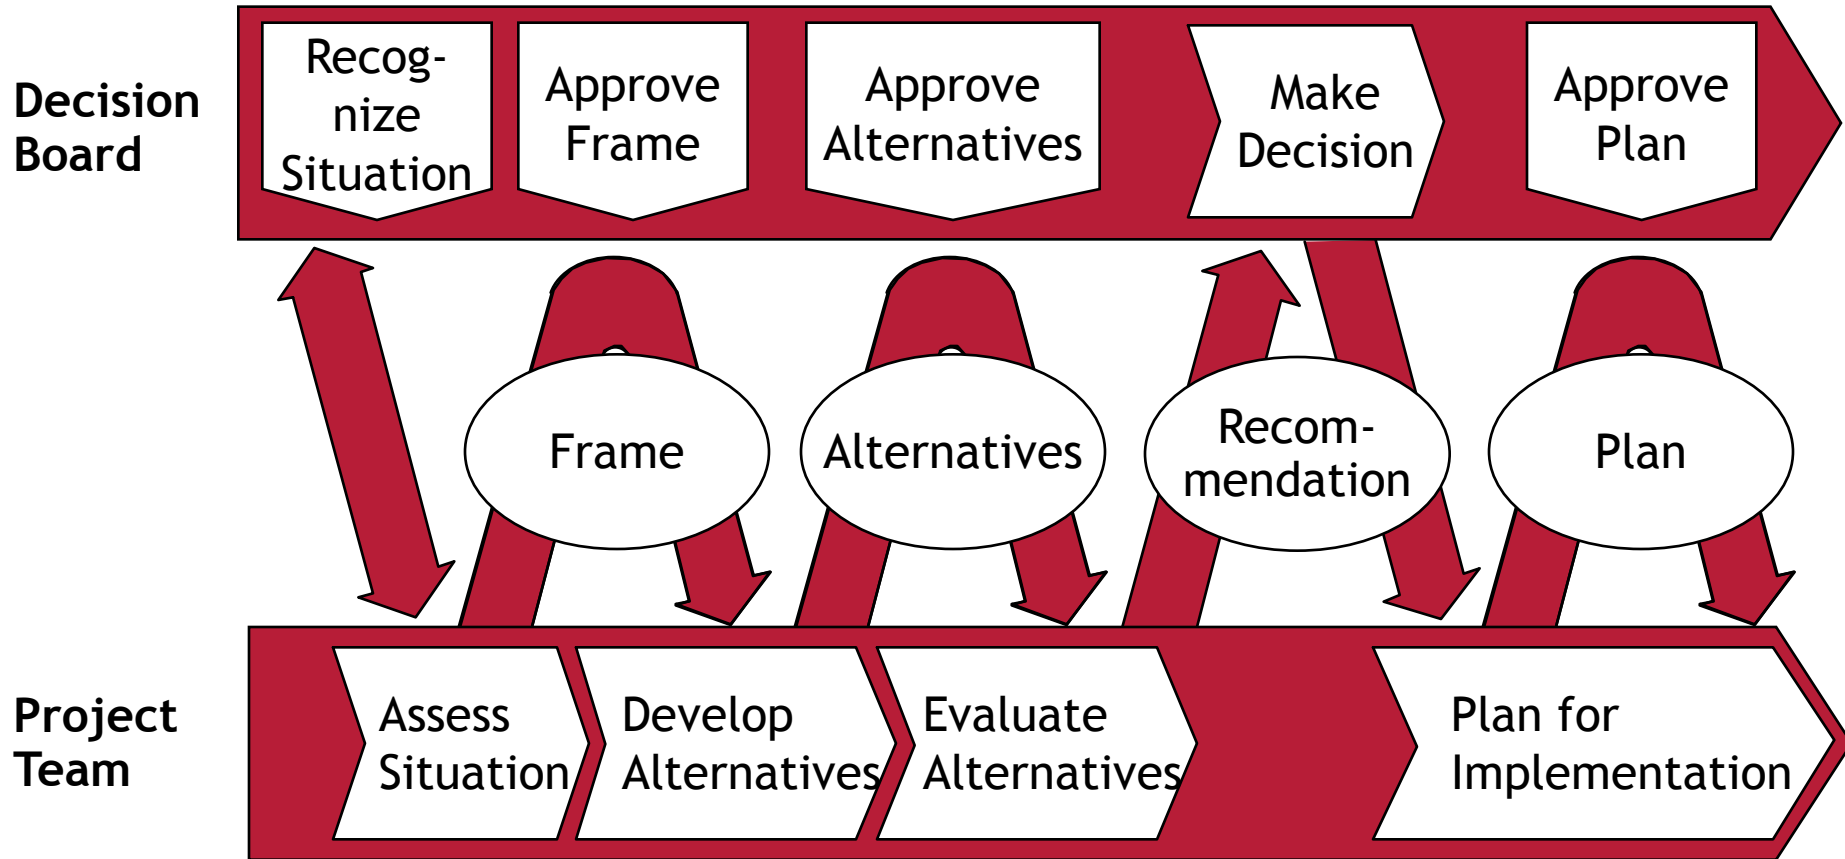 Decision
Board
Recog-
nize
Situation
Approve
Frame
Approve
Alternatives
Make
Decision
Approve
Plan
Frame
Alternatives
Recom-
mendation
Plan
Project
Team
Assess
Situation
Develop
Alternatives
Evaluate
Alternatives
Plan for
Implementation